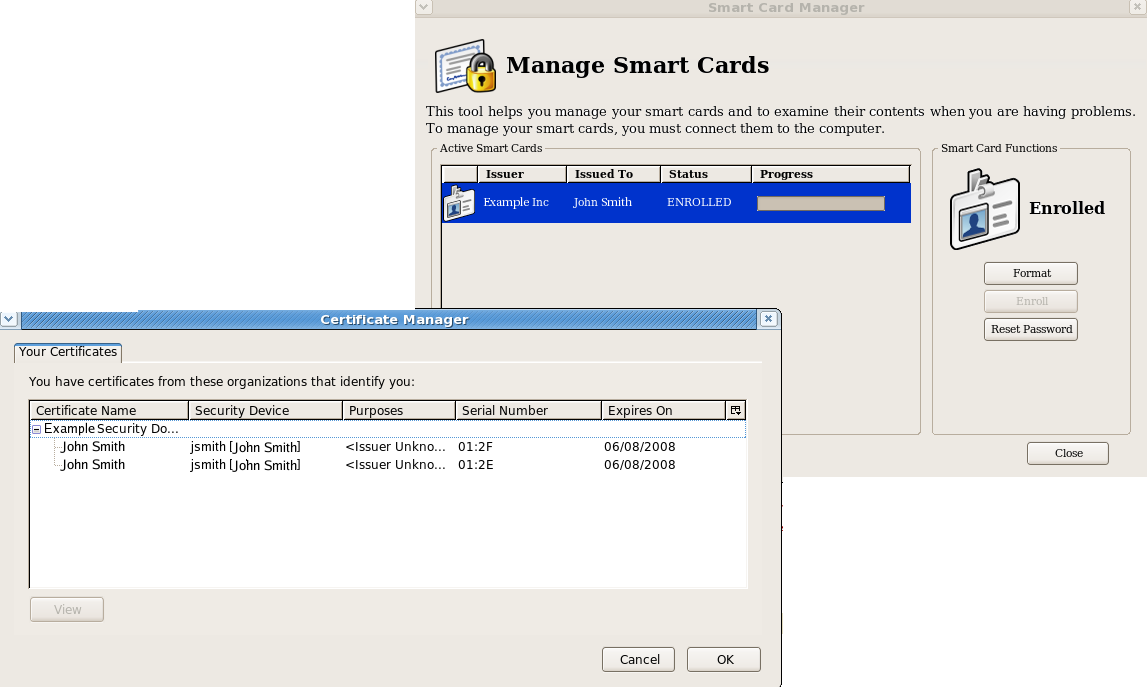 Smart Card Manager
Manage Smart Cards
This tool helps you manage your smart cards and to examine their contents when you are having problems.
To manage your smart cards, you must connect them to the computer.
Active Smart Cards
Issuer Issued To Status Progress
Example Inc John Smith ENROLLED
Smart Card Functions
Enrolled
Format
Enroll
Reset Password
Close
Certificate Manager
Your Certificates
You have certificates from these organizations that identify you:
Certificate Name Security Device Purposes Serial Number Expires On
Example Security Do...
John Smith jsmith [John Smith] <Issuer Unkno... 01:2F 06/08/2008
John Smith jsmith [John Smith] <Issuer Unkno... 01:2E 06/08/2008
View
Cancel OK